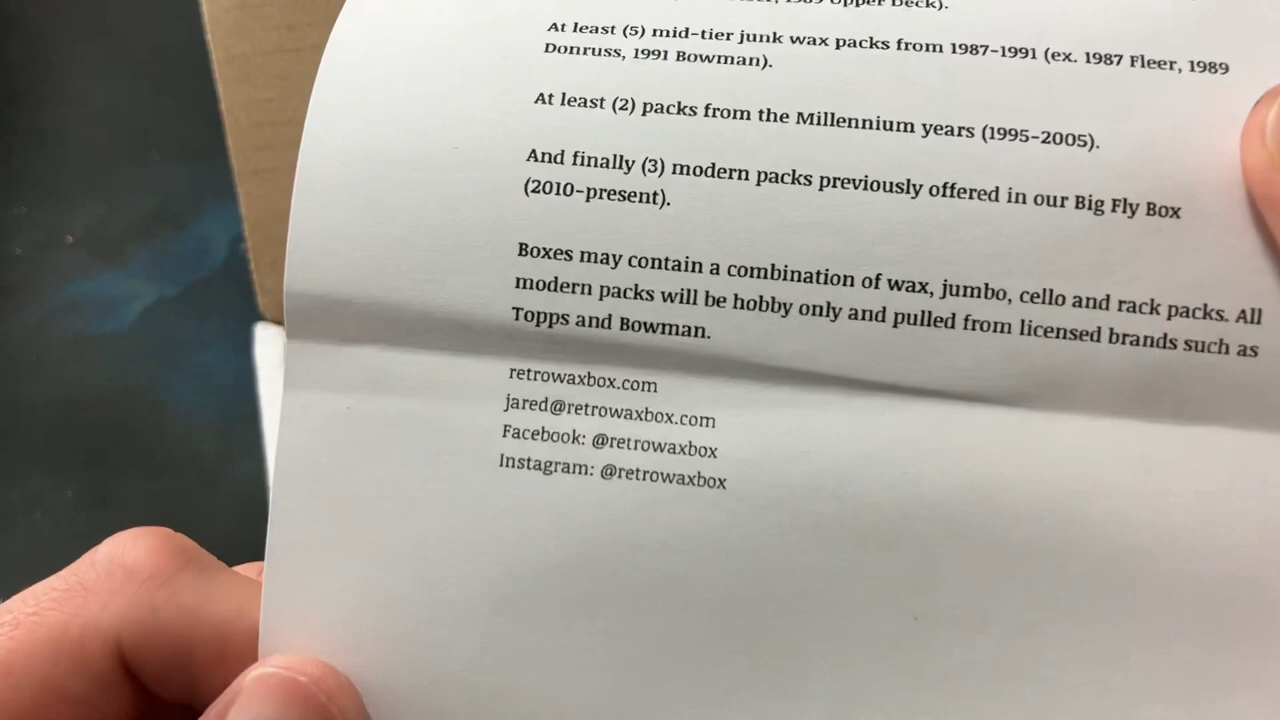 Upper Deck).
At least (5) mid-tier junk wax packs from 1987-1991 (ex. 1987 Fleer, 1989
Donruss, 1991 Bowman).
At least (2) packs from the Millennium years (1995-2005).
And finally (3) modern packs previously offered in our Big Fly Box
(2010-present).
Boxes may contain a combination of wax, jumbo, cello and rack packs. All
modern packs will be hobby only and pulled from licensed brands such as
Topps and Bowman.
retrowaxbox.com
jared@retrowaxbox.com
Facebook: @retrowaxbox
Instagram: @retrowaxbox